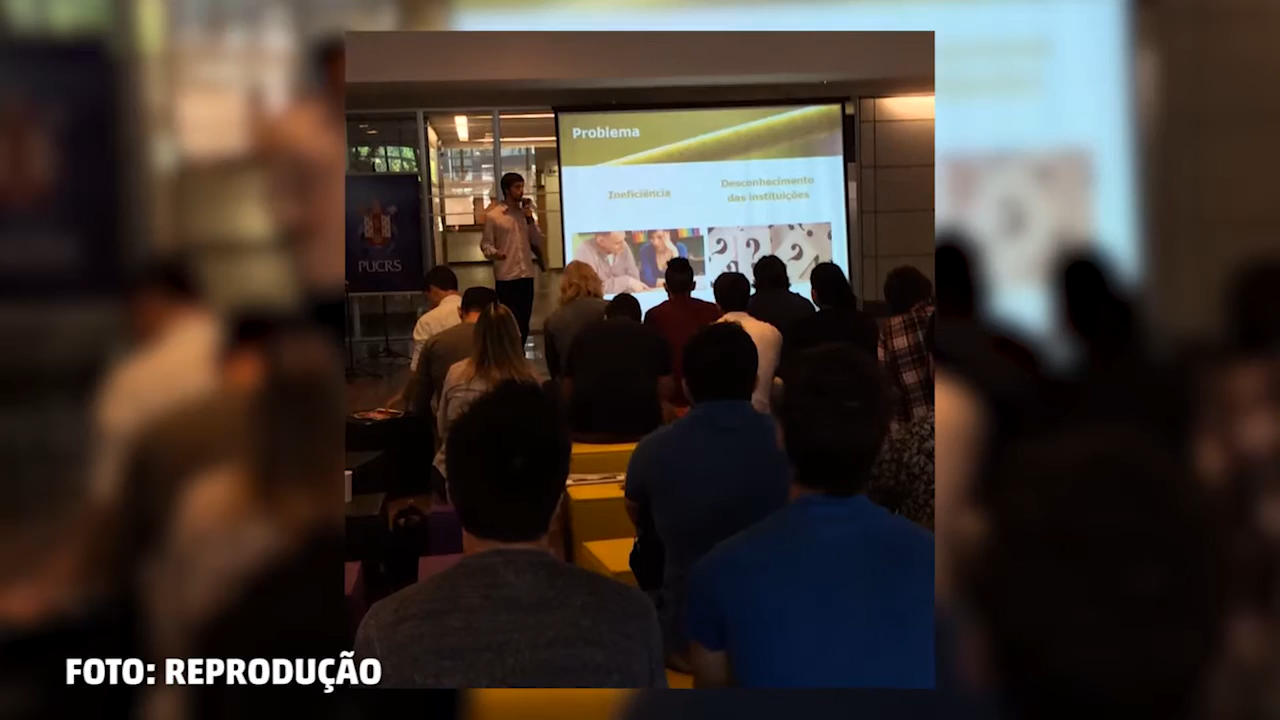 Problema
Ineficiência
Desconhecimento
das instituições
PUCRS
FOTO: REPRODUÇÃO